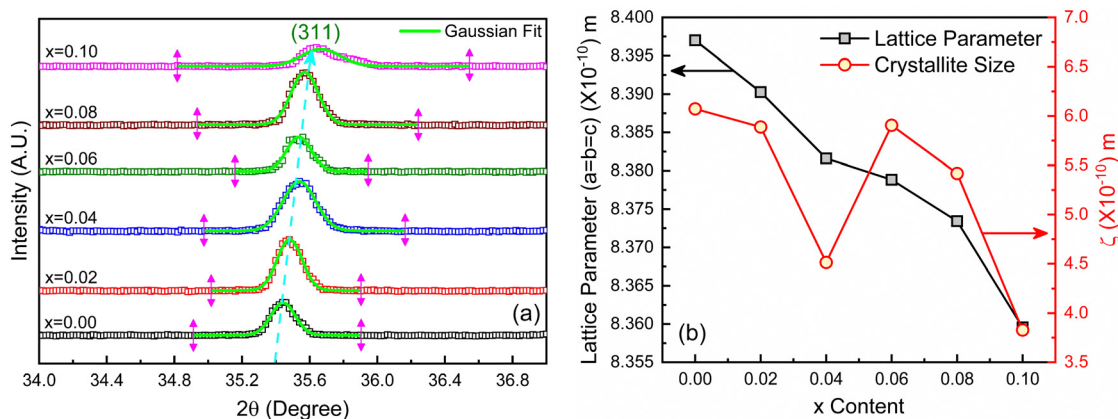 (311)
Gaussian Fit
x=0.10
x=0.08
x=0.06
x=0.04
x=0.02
x=0.00
(a)
Intensity (A.U.)
34.0 34.4 34.8 35.2 35.6 36.0 36.4 36.8
2θ (Degree)
8.400
8.395
8.390
8.385
8.380
8.375
8.370
8.365
8.360
8.355
Lattice Parameter (a=b=c) (X10⁻¹⁰) m
Lattice Parameter
Crystallite Size
(b)
0.00 0.02 0.04 0.06 0.08 0.10
x Content
7.0
6.5
6.0
5.5
5.0
4.5
4.0
3.5
ζ (X10⁻¹⁰) m